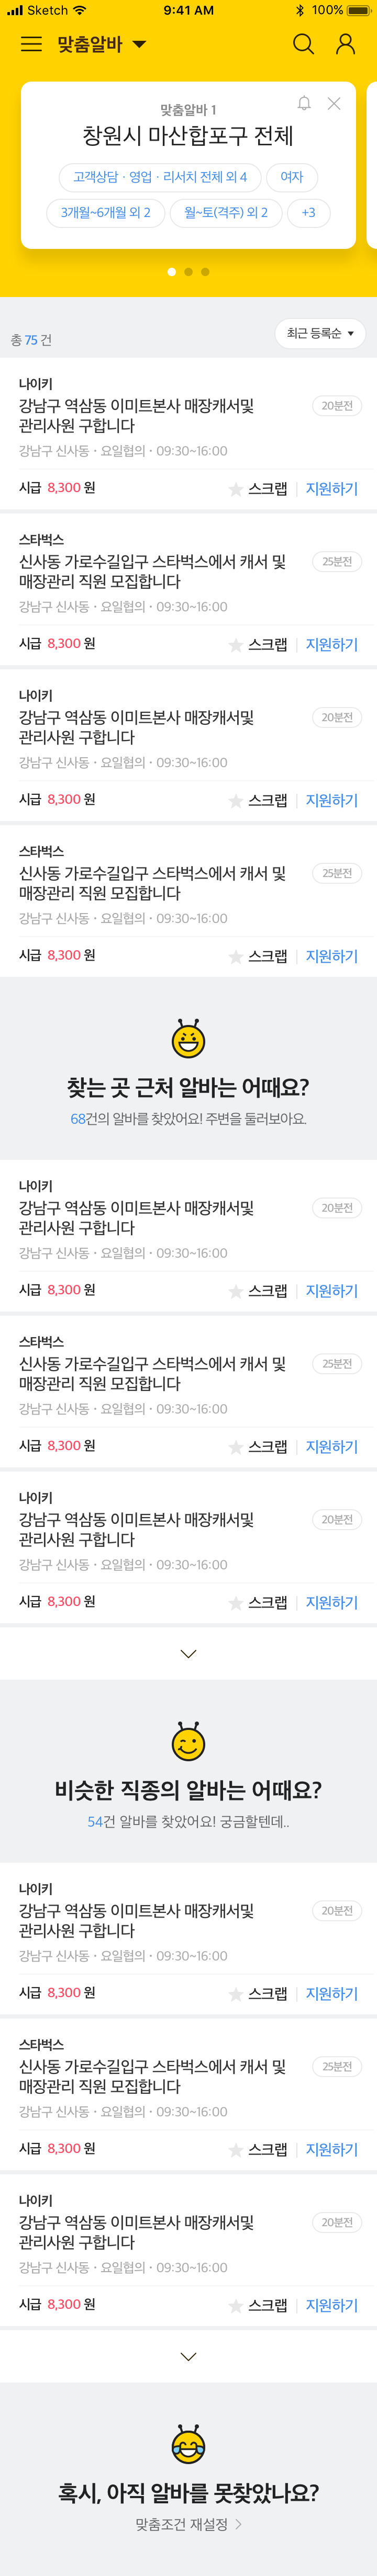 Sketch 9:41 AM 100%
맞춤알바
맞춤알바 1
창원시 마산합포구 전체
고객상담 · 영업 · 리서치 전체 외 4 여자
3개월~6개월 외 2 월~토(격주) 외 2 +3
총 75 건 최근 등록순
나이키
강남구 역삼동 이미트본사 매장캐서및 20분전
관리사원 구합니다
강남구 신사동 · 요일협의 · 09:30~16:00
시급 8,300 원 스크랩 지원하기
스타벅스
신사동 가로수길입구 스타벅스에서 캐서 및 25분전
매장관리 직원 모집합니다
강남구 신사동 · 요일협의 · 09:30~16:00
시급 8,300 원 스크랩 지원하기
나이키
강남구 역삼동 이미트본사 매장캐서및 20분전
관리사원 구합니다
강남구 신사동 · 요일협의 · 09:30~16:00
시급 8,300 원 스크랩 지원하기
스타벅스
신사동 가로수길입구 스타벅스에서 캐서 및 25분전
매장관리 직원 모집합니다
강남구 신사동 · 요일협의 · 09:30~16:00
시급 8,300 원 스크랩 지원하기
찾는 곳 근처 알바는 어때요?
68건의 알바를 찾았어요! 주변을 둘러보아요.
나이키
강남구 역삼동 이미트본사 매장캐서및 20분전
관리사원 구합니다
강남구 신사동 · 요일협의 · 09:30~16:00
시급 8,300 원 스크랩 지원하기
스타벅스
신사동 가로수길입구 스타벅스에서 캐서 및 25분전
매장관리 직원 모집합니다
강남구 신사동 · 요일협의 · 09:30~16:00
시급 8,300 원 스크랩 지원하기
나이키
강남구 역삼동 이미트본사 매장캐서및 20분전
관리사원 구합니다
강남구 신사동 · 요일협의 · 09:30~16:00
시급 8,300 원 스크랩 지원하기
비슷한 직종의 알바는 어때요?
54건 알바를 찾았어요! 궁금할텐데..
나이키
강남구 역삼동 이미트본사 매장캐서및 20분전
관리사원 구합니다
강남구 신사동 · 요일협의 · 09:30~16:00
시급 8,300 원 스크랩 지원하기
스타벅스
신사동 가로수길입구 스타벅스에서 캐서 및 25분전
매장관리 직원 모집합니다
강남구 신사동 · 요일협의 · 09:30~16:00
시급 8,300 원 스크랩 지원하기
나이키
강남구 역삼동 이미트본사 매장캐서및 20분전
관리사원 구합니다
강남구 신사동 · 요일협의 · 09:30~16:00
시급 8,300 원 스크랩 지원하기
혹시, 아직 알바를 못찾았나요?
맞춤조건 재설정